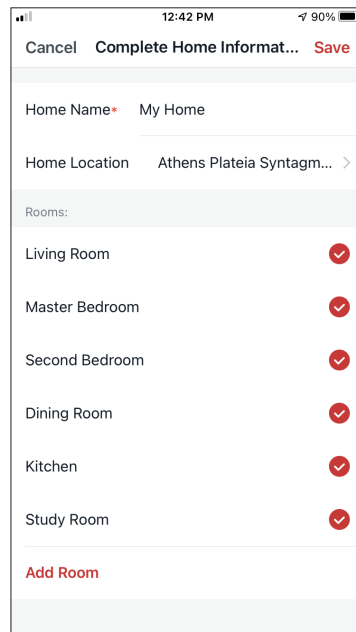 12:42 PM 90%
Cancel Complete Home Informat... Save
Home Name* My Home
Home Location Athens Plateia Syntagm...
Rooms:
Living Room
Master Bedroom
Second Bedroom
Dining Room
Kitchen
Study Room
Add Room